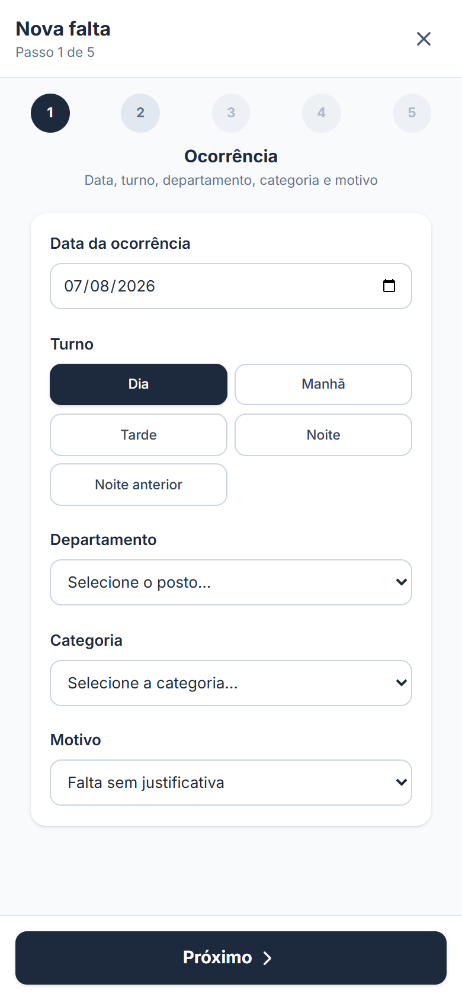 Nova falta
Passo 1 de 5
1 2 3 4 5
Ocorrência
Data, turno, departamento, categoria e motivo
Data da ocorrência
07/08/2026
Turno
Dia Manhã
Tarde Noite
Noite anterior
Departamento
Selecione o posto...
Categoria
Selecione a categoria...
Motivo
Falta sem justificativa
Próximo